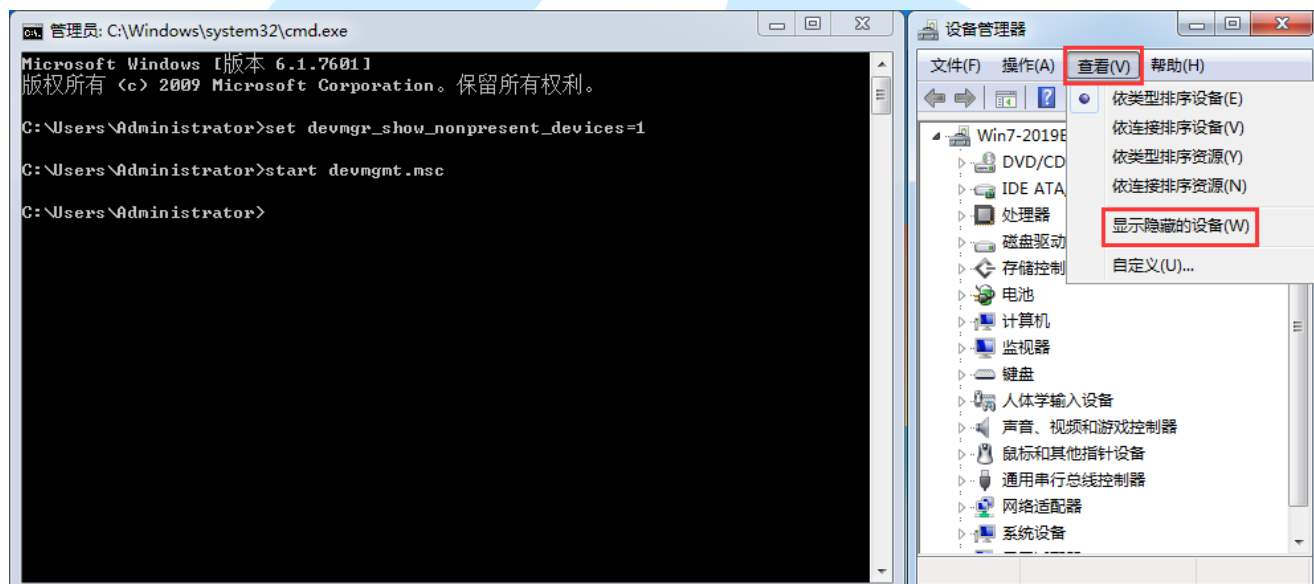 管理员: C:\Windows\system32\cmd.exe
Microsoft Windows [版本 6.1.7601]
版权所有 (c) 2009 Microsoft Corporation。保留所有权利。
C:\Users\Administrator>set devmgr_show_nonpresent_devices=1
C:\Users\Administrator>start devmgmt.msc
C:\Users\Administrator>
设备管理器
文件(F) 操作(A) 查看(V) 帮助(H)
依类型排序设备(E)
依连接排序设备(V)
依类型排序资源(Y)
依连接排序资源(N)
显示隐藏的设备(W)
自定义(U)...
Win7-2019
DVD/CD
IDE ATA
处理器
磁盘驱动
存储控制
电池
计算机
监视器
键盘
人体学输入设备
声音、视频和游戏控制器
鼠标和其他指针设备
通用串行总线控制器
网络适配器
系统设备